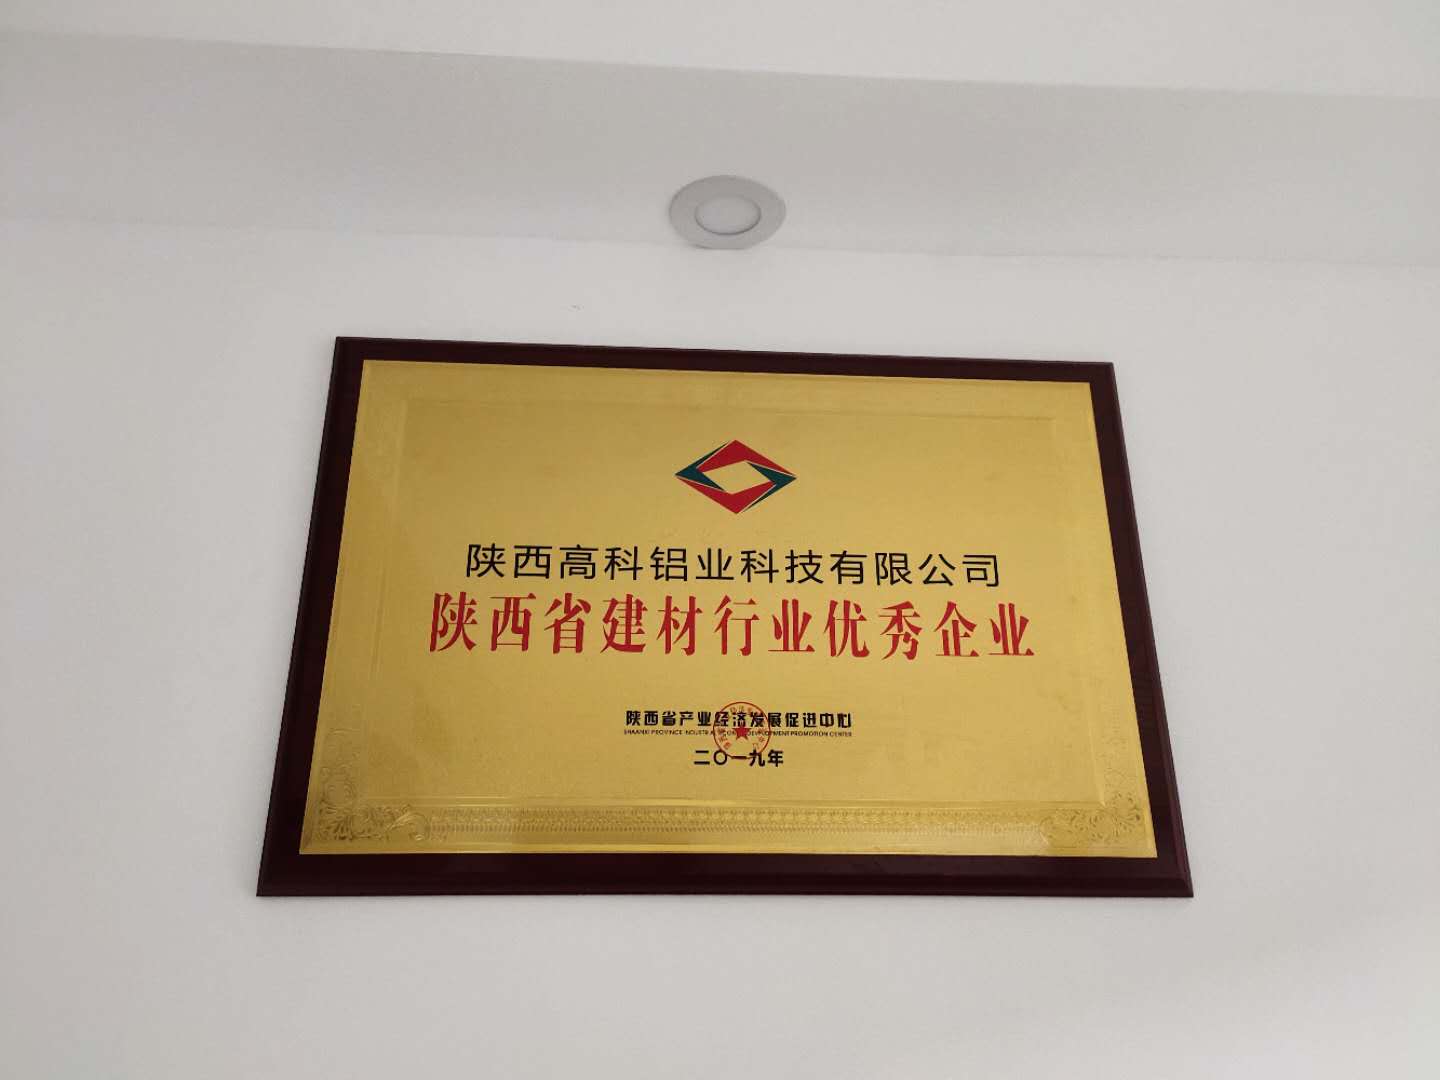 陕西高科铝业科技有限公司
陕西省建材行业优秀企业
陕西省产业经济发展促进中心
二〇一九年